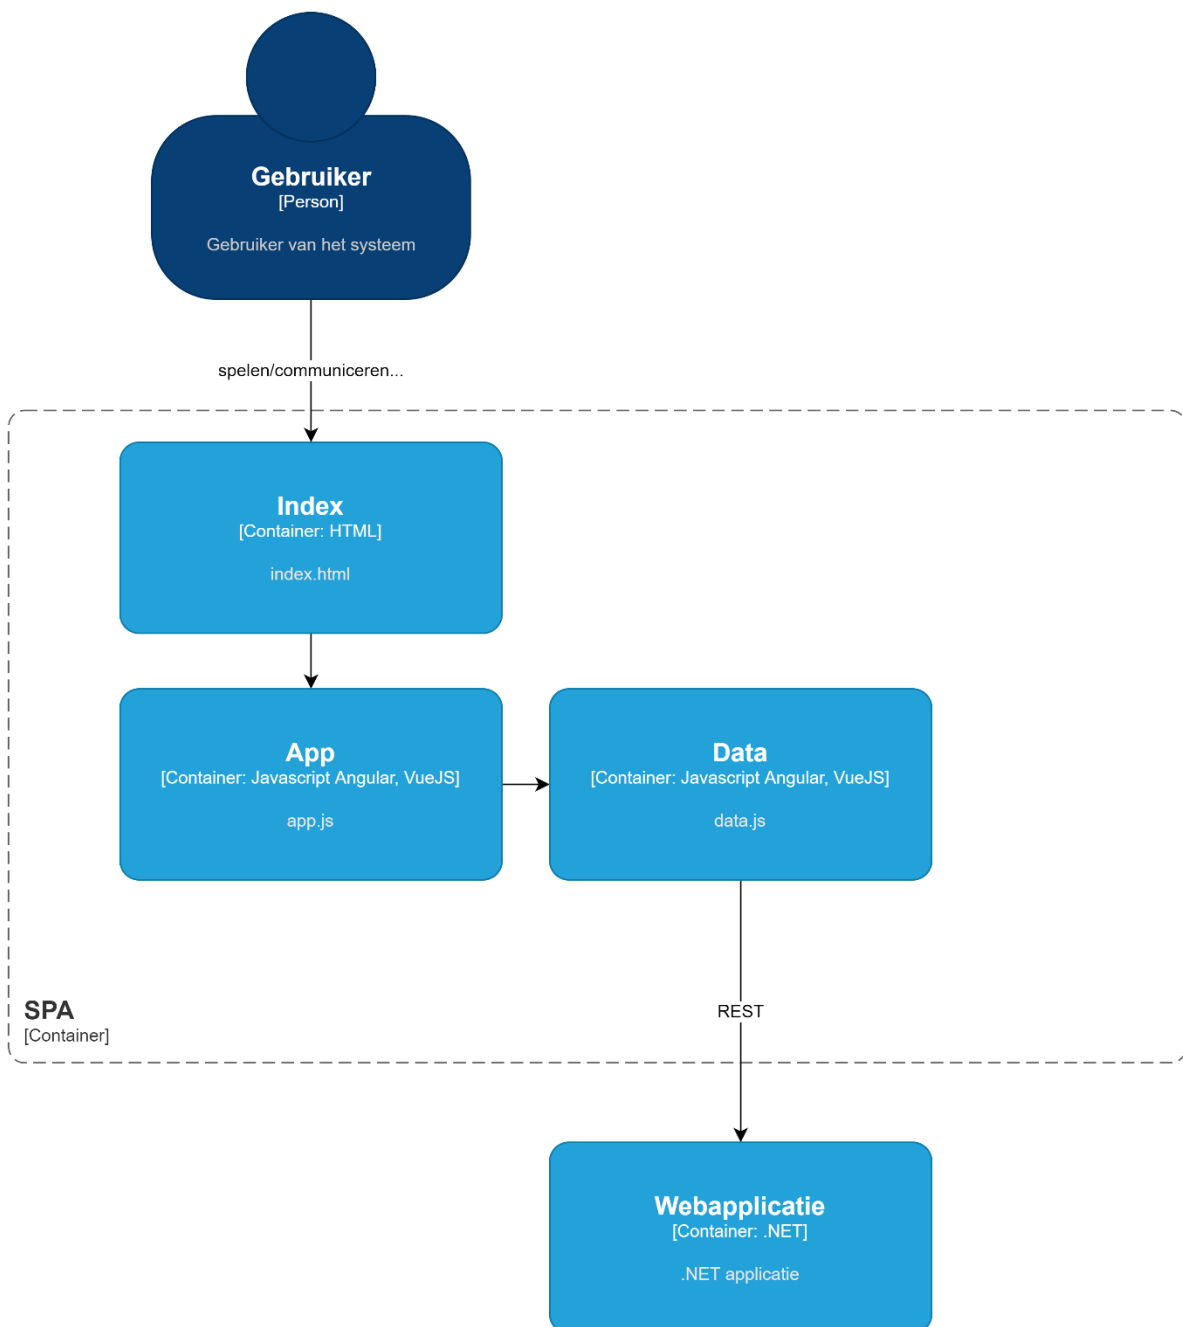 Gebruiker
[Person]
Gebruiker van het systeem
spelen/communiceren...
Index
[Container: HTML]
index.html
App
[Container: Javascript Angular, VueJS]
app.js
Data
[Container: Javascript Angular, VueJS]
data.js
SPA
[Container]
REST
Webapplicatie
[Container: .NET]
.NET applicatie